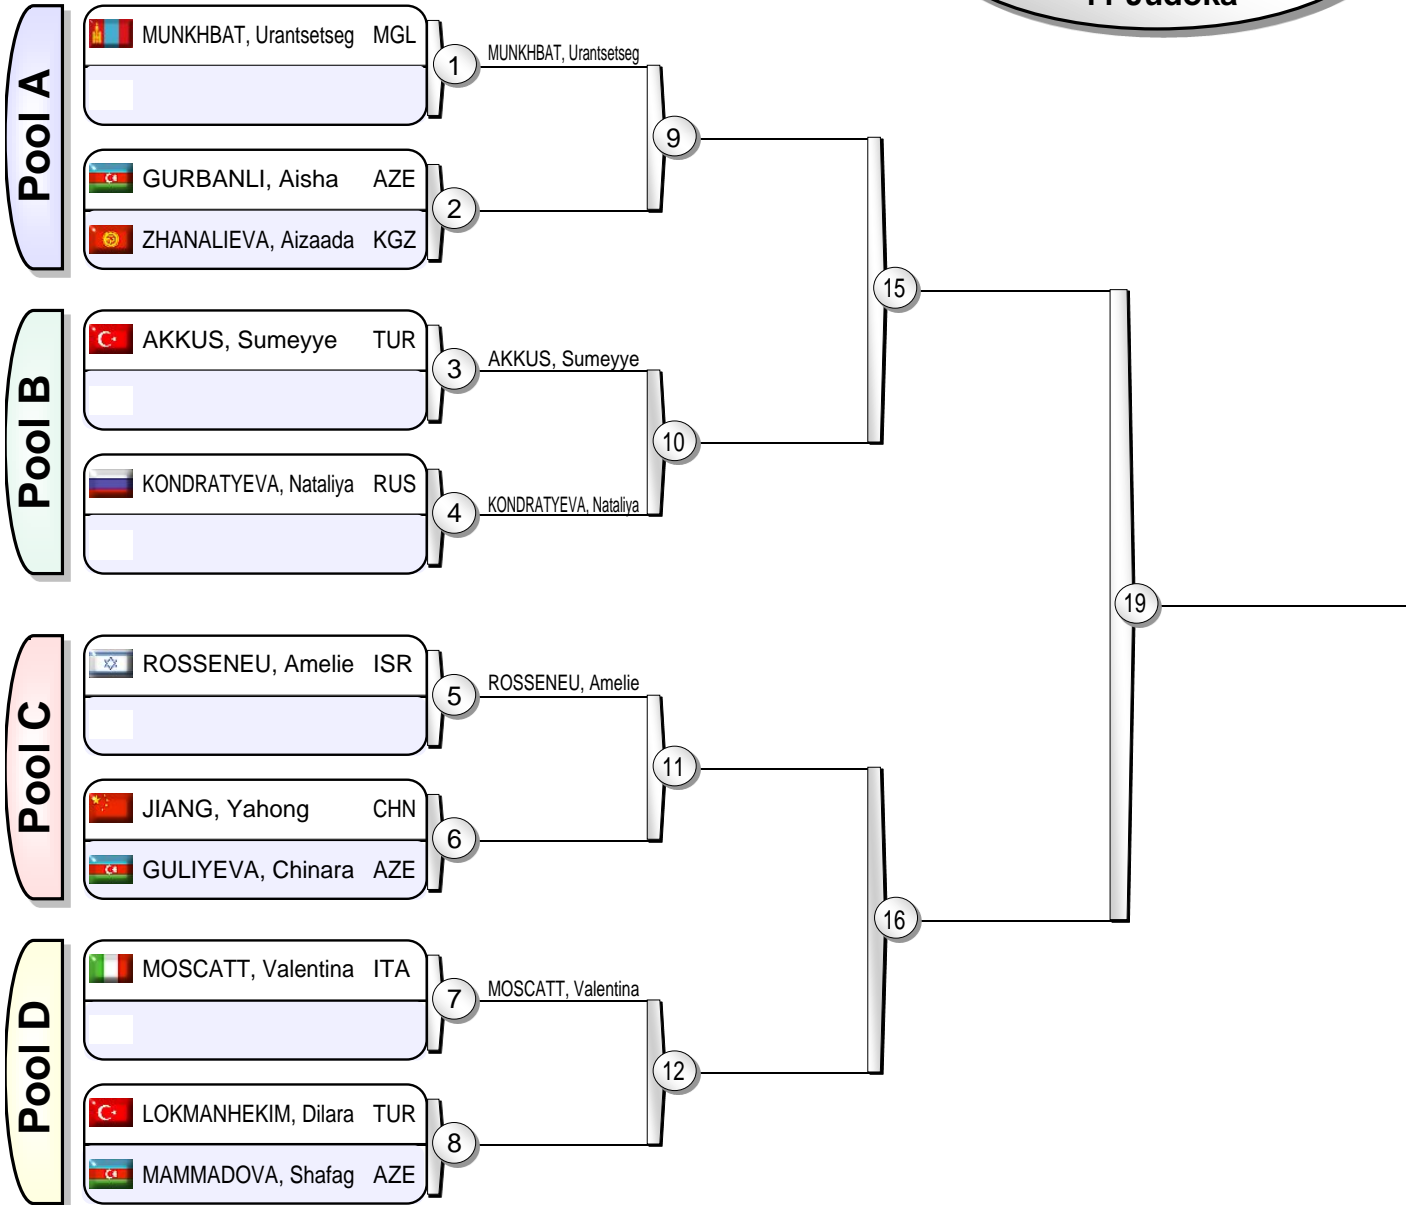 11 Judoka
Pool A
MUNKHBAT, Urantsetseg MGL
1
MUNKHBAT, Urantsetseg
9
GURBANLI, Aisha AZE
2
ZHANALIEVA, Aizaada KGZ
15
Pool B
AKKUS, Sumeyye TUR
3
AKKUS, Sumeyye
10
KONDRATYEVA, Nataliya RUS
4
KONDRATYEVA, Nataliya
19
Pool C
ROSSENEU, Amelie ISR
5
ROSSENEU, Amelie
11
JIANG, Yahong CHN
6
GULIYEVA, Chinara AZE
16
Pool D
MOSCATT, Valentina ITA
7
MOSCATT, Valentina
12
LOKMANHEKIM, Dilara TUR
8
MAMMADOVA, Shafag AZE